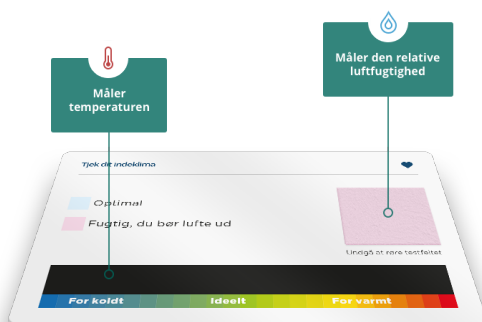 Måler
temperaturen
Måler den relative
luftfugtighed
Tjek dit indeklima
Optimal
Fugtig, du bør lufte ud
Undgå at røre testfeltet
For koldt
Ideelt
For varmt